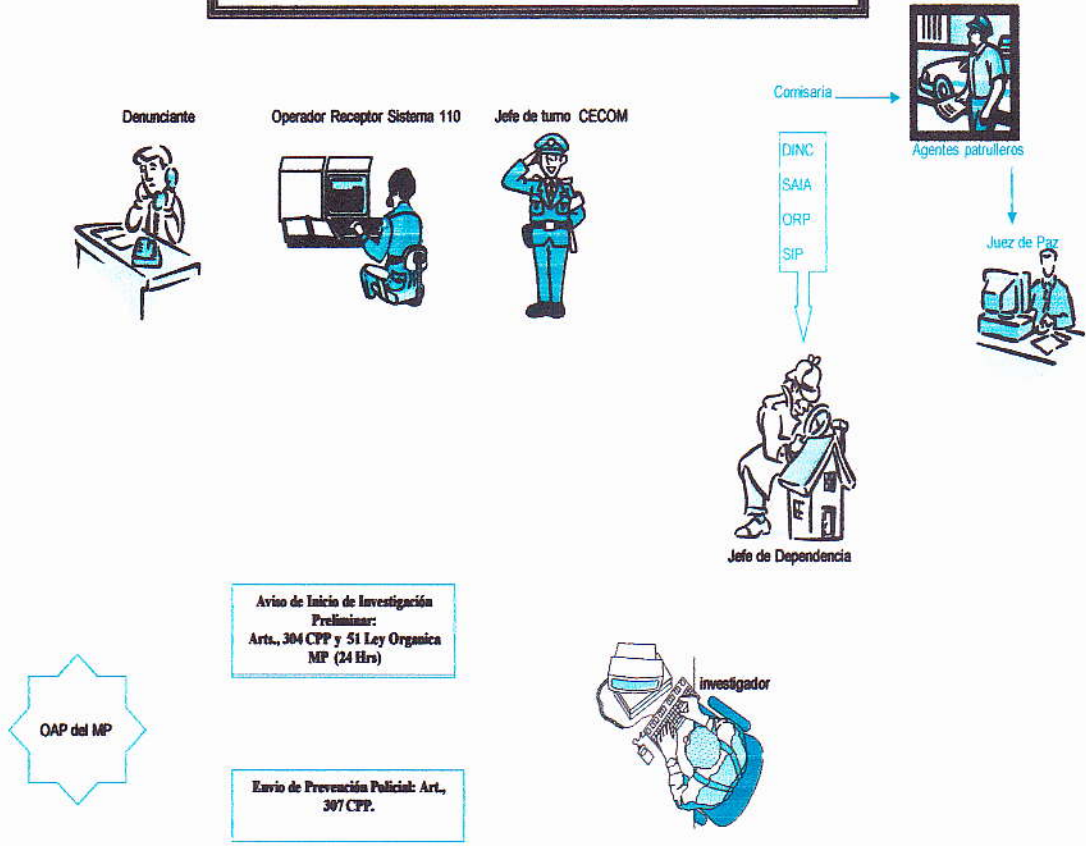 Denunciante
Operador Receptor Sistema 110
Jefe de turno CECOM
Comisaria
Agentes patrulleros
DINC
SAIA
ORP
SIP
Juez de Paz
Jefe de Dependencia
Aviso de Inicio de Investigación
Preliminar:
Arts., 304 CPP y 51 Ley Organica
MP (24 Hrs)
investigador
OAP del MP
Envio de Prevención Policial: Art.,
307 CPP.